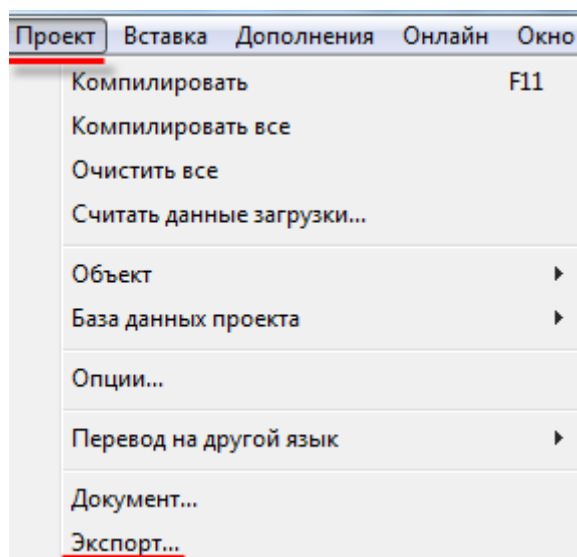 Проект Вставка Дополнения Онлайн Окно
Компилировать F11
Компилировать все
Очистить все
Считать данные загрузки...
Объект
База данных проекта
Опции...
Перевод на другой язык
Документ...
Экспорт...